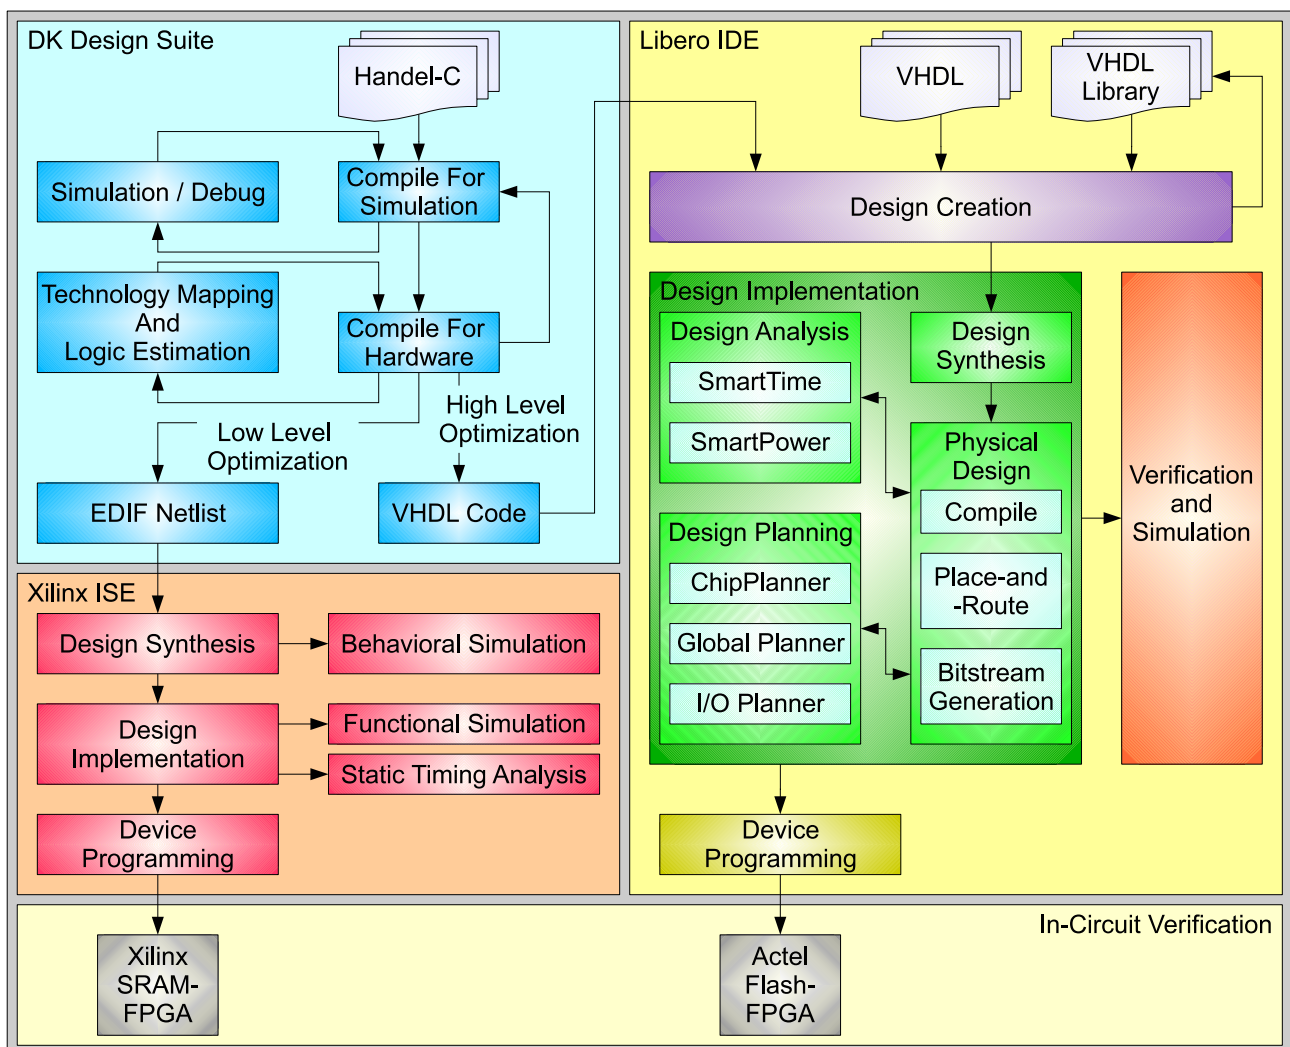 DK Design Suite
Handel-C
Simulation / Debug
Compile For
Simulation
Technology Mapping
And
Logic Estimation
Compile For
Hardware
Low Level
Optimization
High Level
Optimization
EDIF Netlist
VHDL Code
Xilinx ISE
Design Synthesis
Behavioral Simulation
Design
Implementation
Functional Simulation
Static Timing Analysis
Device
Programming
Libero IDE
VHDL
VHDL
Library
Design Creation
Design Implementation
Design Analysis
SmartTime
SmartPower
Design
Synthesis
Physical
Design
Compile
Place-and
-Route
Bitstream
Generation
Design Planning
ChipPlanner
Global Planner
I/O Planner
Verification
and
Simulation
Device
Programming
In-Circuit Verification
Xilinx
SRAM-
FPGA
Actel
Flash-
FPGA